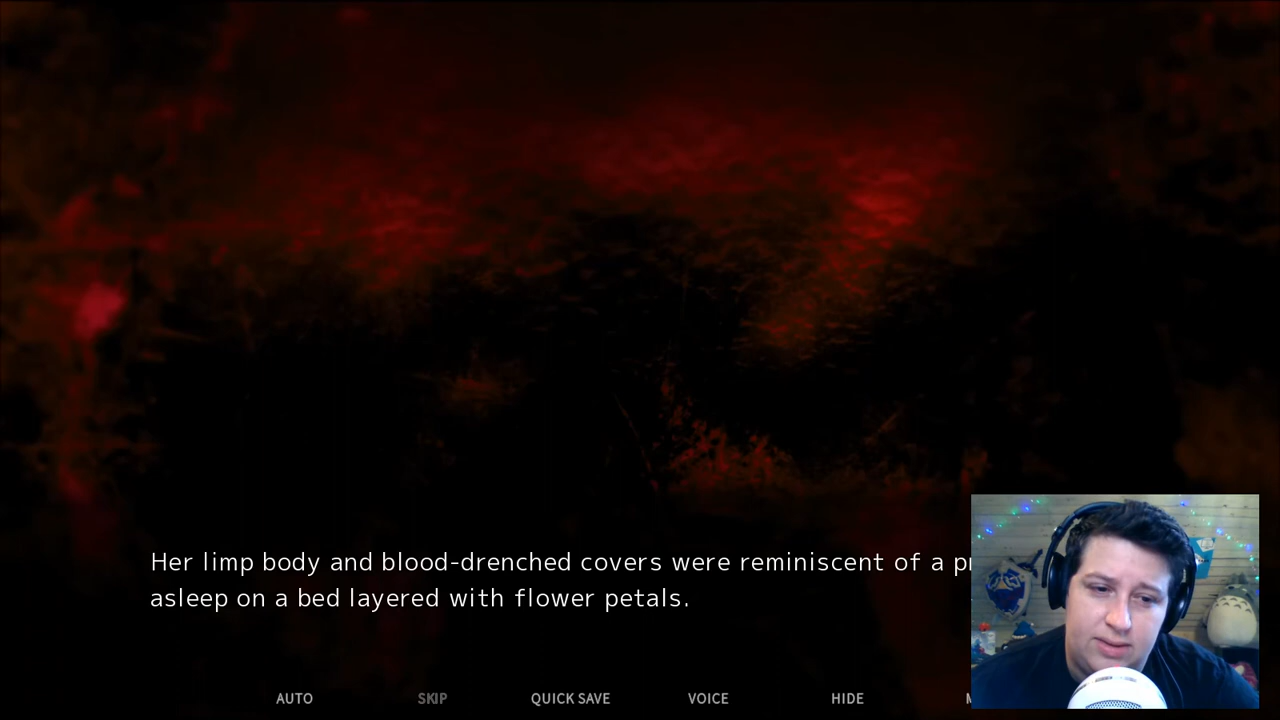 Her limp body and blood-drenched covers were reminiscent of a
asleep on a bed layered with flower petals.
AUTO SKIP QUICK SAVE VOICE HIDE